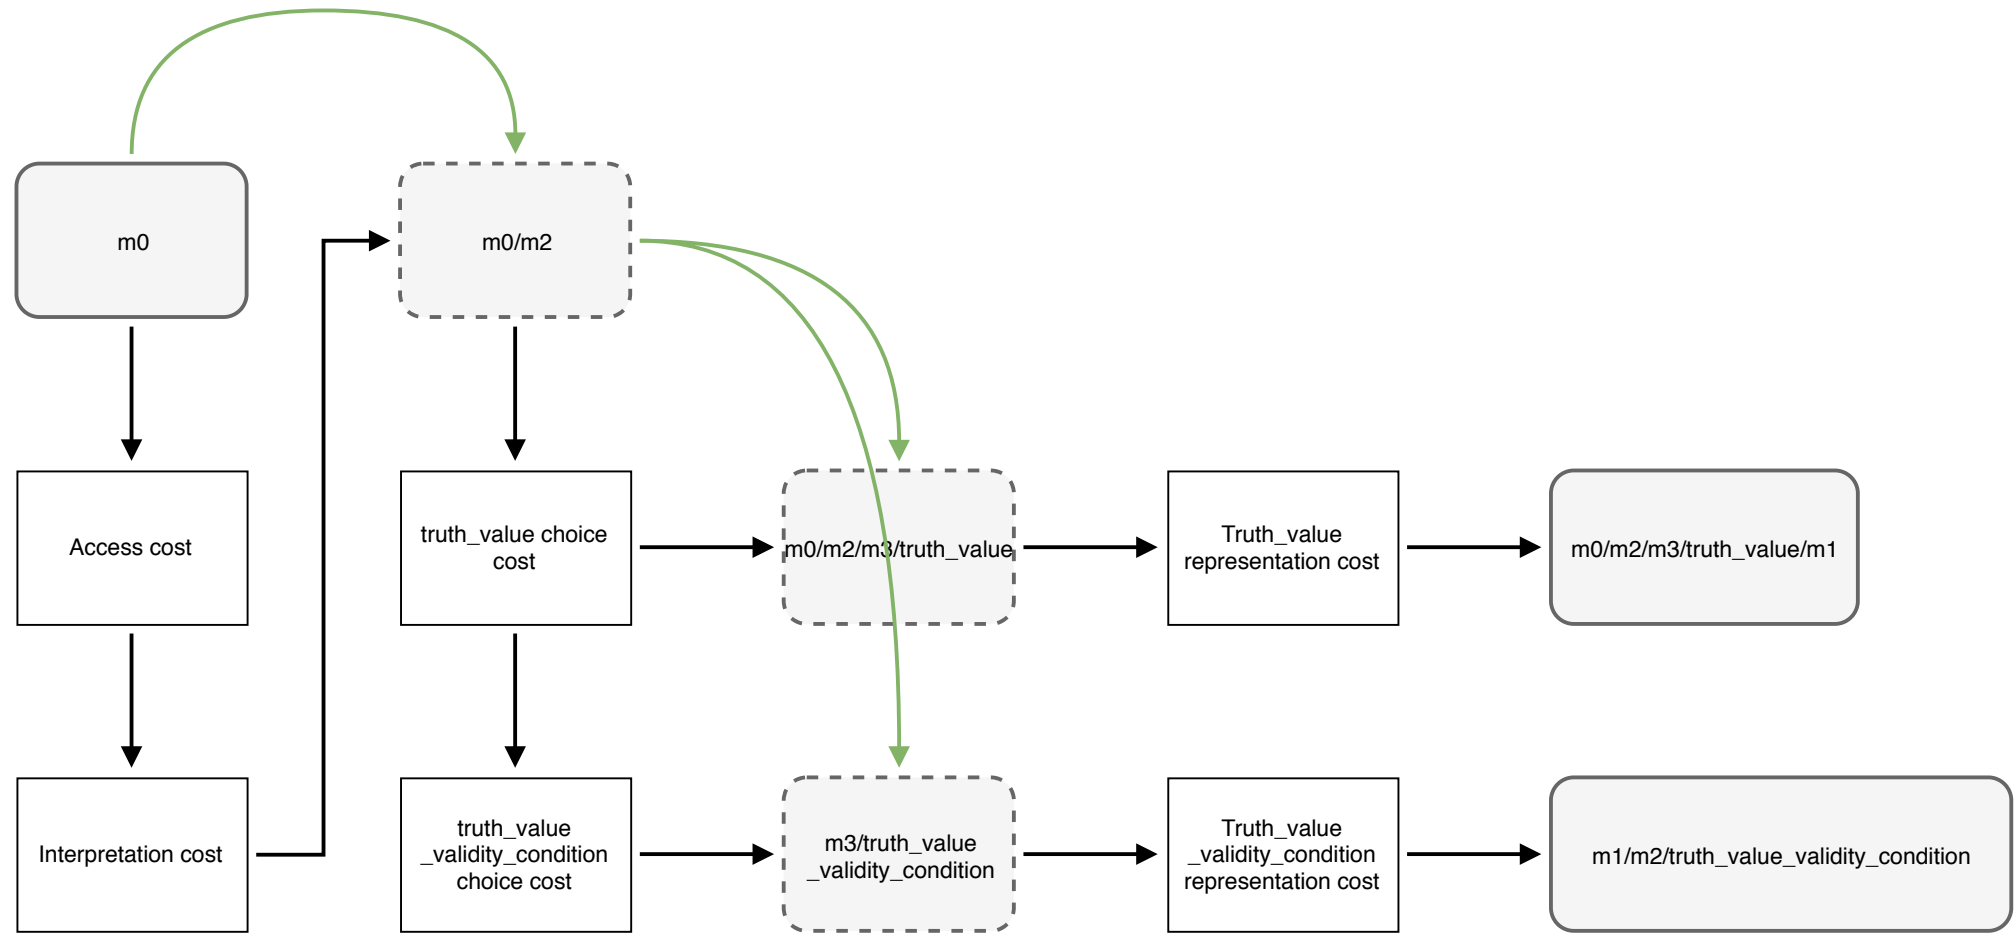 m0
m0/m2
Access cost
truth_value choice
cost
m0/m2/m3/truth_value
Truth_value
representation cost
m0/m2/m3/truth_value/m1
Interpretation cost
truth_value
_validity_condition
choice cost
m3/truth_value
_validity_condition
Truth_value
_validity_condition
representation cost
m1/m2/truth_value_validity_condition